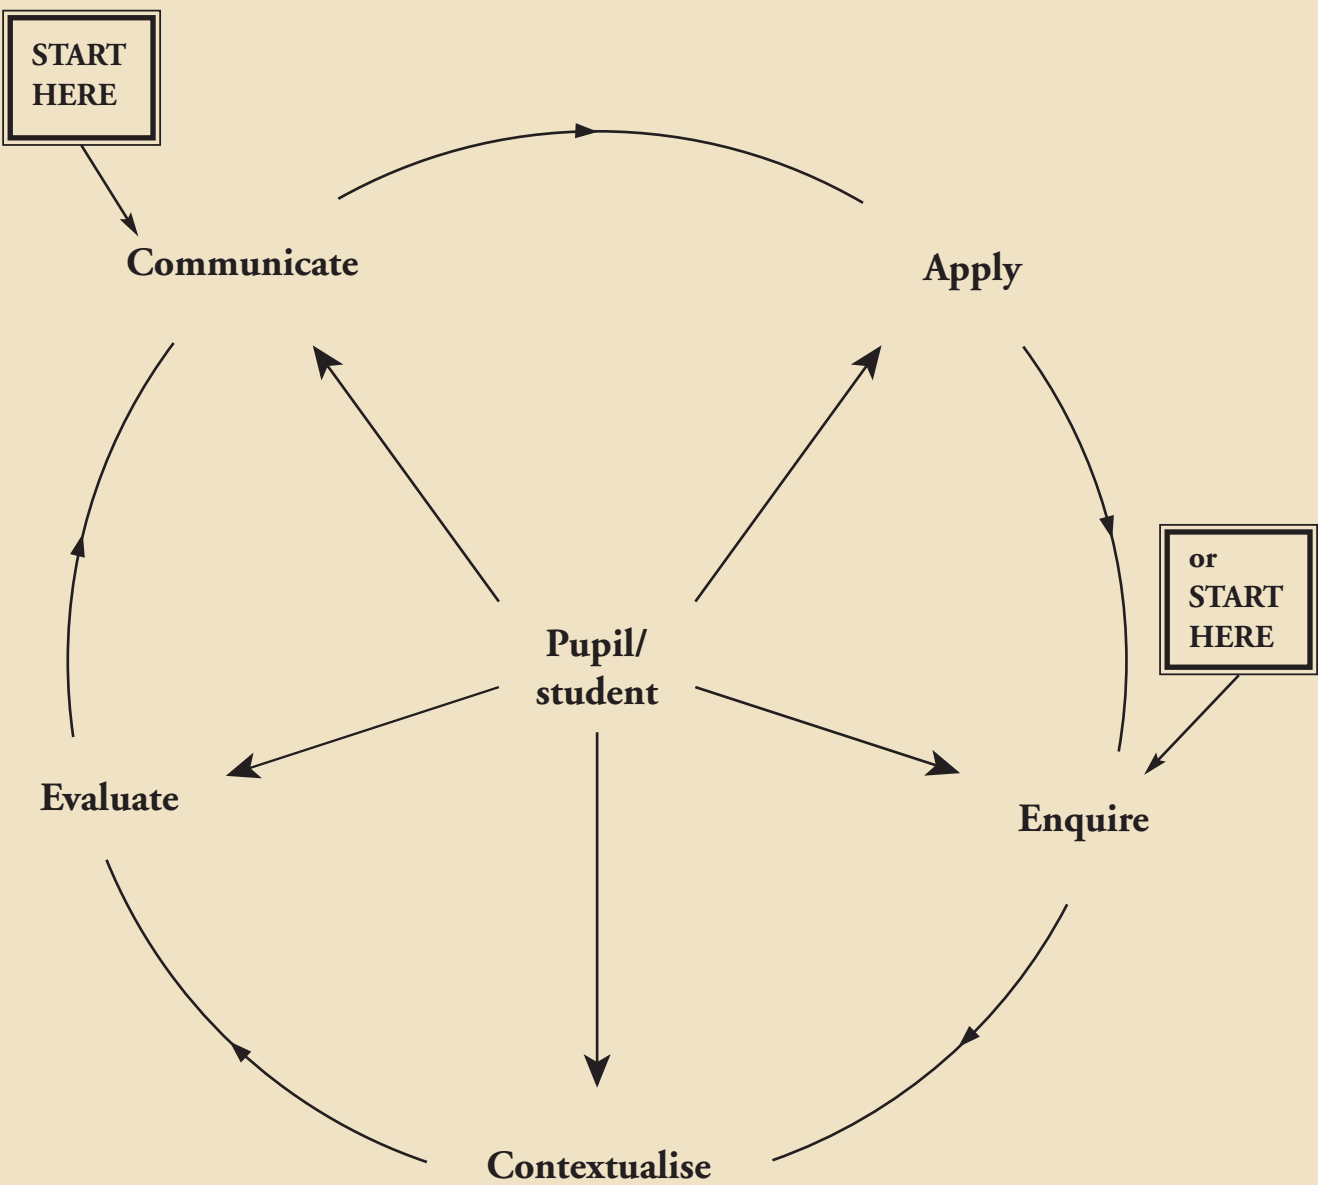 START
HERE
Communicate
Apply
or
START
HERE
Pupil/
student
Evaluate
Enquire
Contextualise